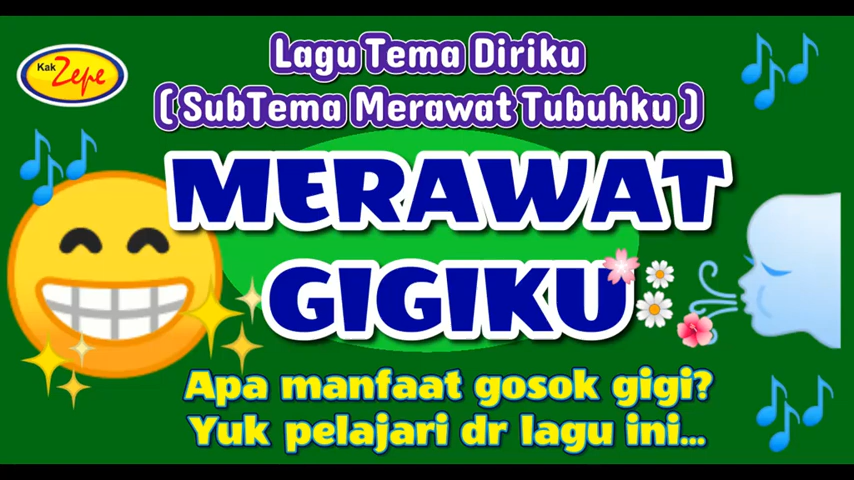 Kak
Zepe
Lagu Tema Diriku
( SubTema Merawat Tubuhku )
MERAWAT
GIGIKU
Apa manfaat gosok gigi?
Yuk pelajari dr lagu ini...